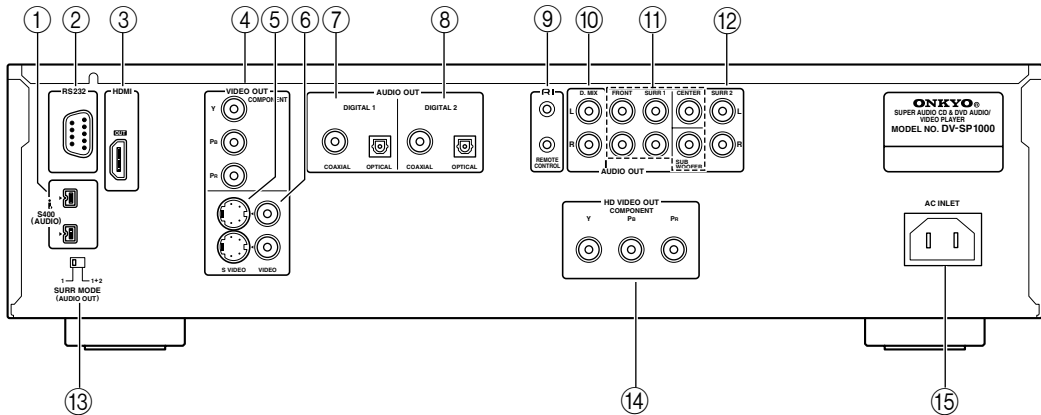 ① ② ③ ④ ⑤ ⑥ ⑦ ⑧ ⑨ ⑩ ⑪ ⑫
RS232
HDMI
OUT
i
S400
(AUDIO)
1 1+2
SURR MODE
(AUDIO OUT)
VIDEO OUT
COMPONENT
Y
PB
PR
S VIDEO VIDEO
AUDIO OUT
DIGITAL 1 DIGITAL 2
COAXIAL OPTICAL COAXIAL OPTICAL
RI
REMOTE
CONTROL
D. MIX FRONT SURR 1 CENTER SURR 2
L L
R R
SUB
WOOFER
AUDIO OUT
HD VIDEO OUT
COMPONENT
Y PB PR
ONKYO®
SUPER AUDIO CD & DVD AUDIO/
VIDEO PLAYER
MODEL NO. DV-SP1000
AC INLET
⑬ ⑭ ⑮